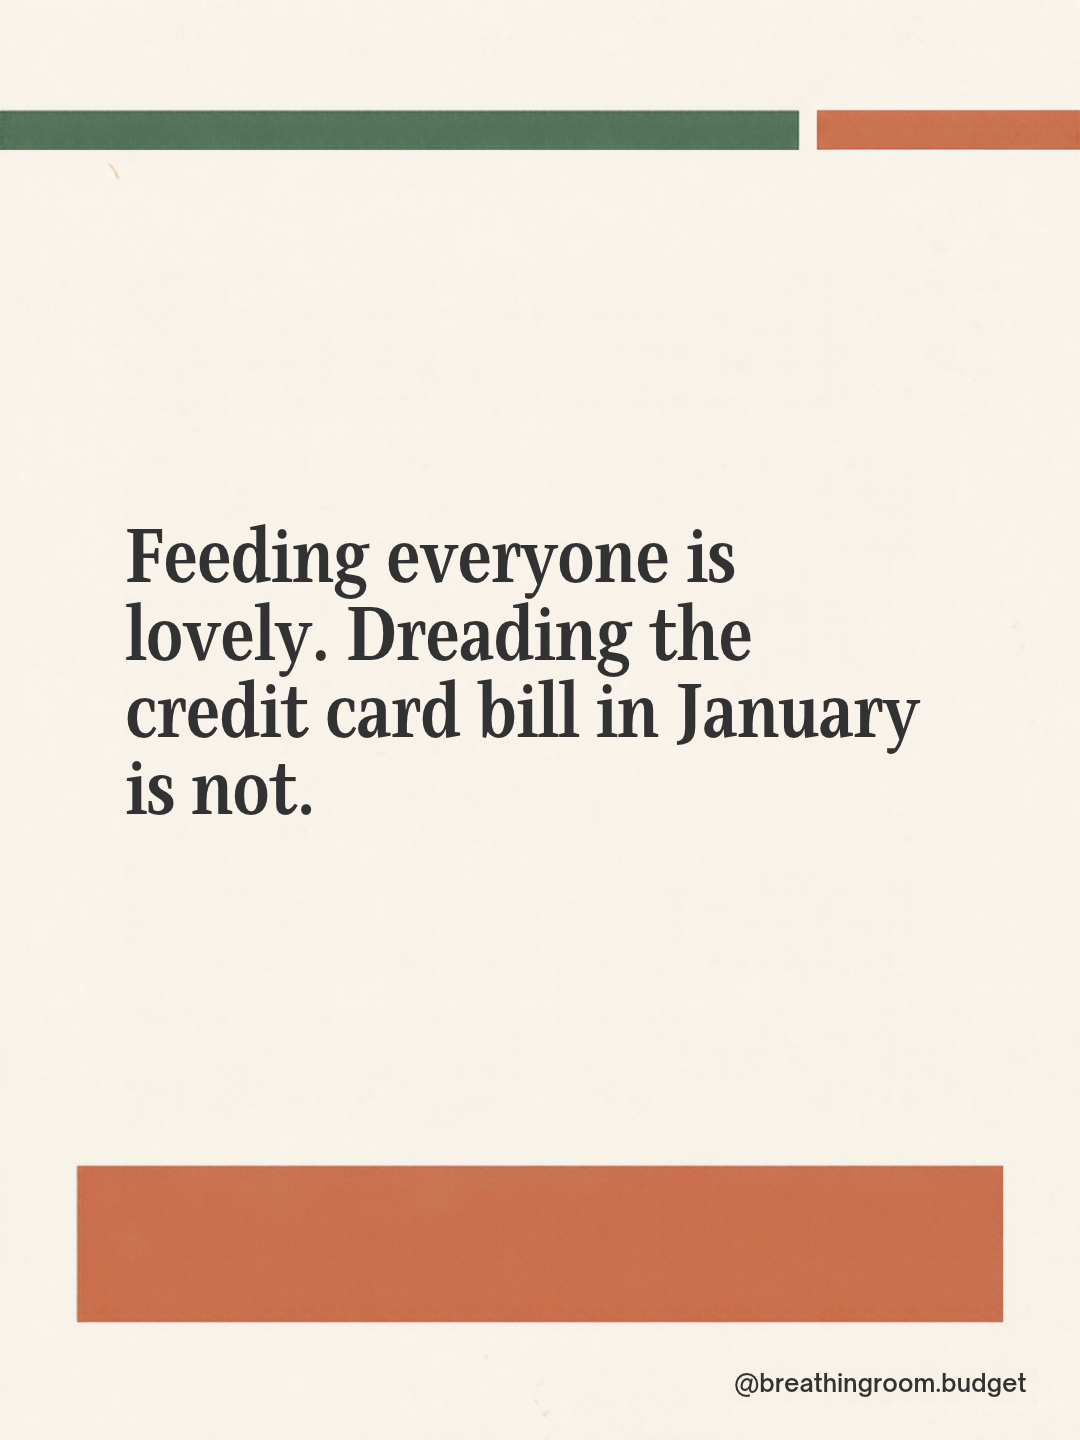 Feeding everyone is
lovely. Dreading the
credit card bill in January
is not.
@breathingroom.budget